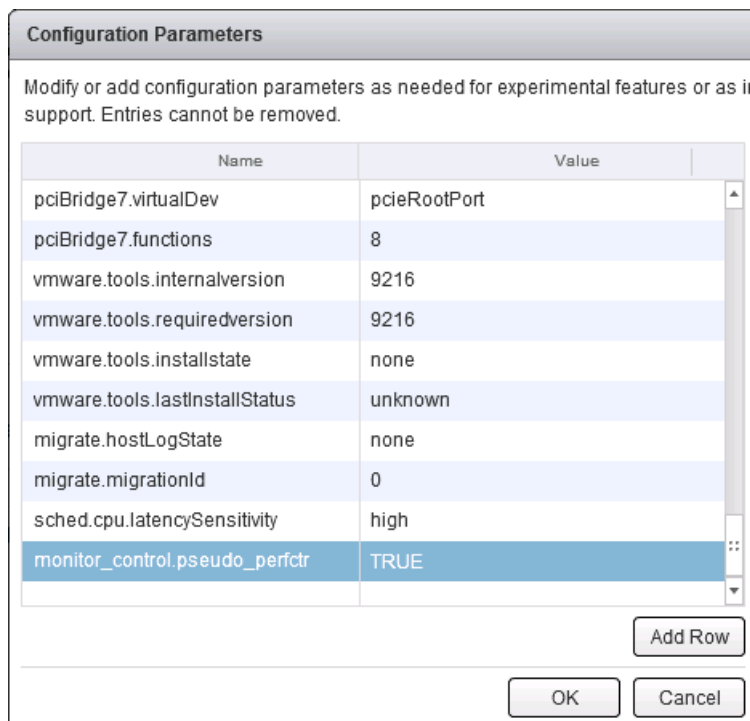 Configuration Parameters
Modify or add configuration parameters as needed for experimental features or as
support. Entries cannot be removed.
Name Value
pciBridge7.virtualDev pcieRootPort
pciBridge7.functions 8
vmware.tools.internalversion 9216
vmware.tools.requiredversion 9216
vmware.tools.installstate none
vmware.tools.lastInstallStatus unknown
migrate.hostLogState none
migrate.migrationId 0
sched.cpu.latencySensitivity high
monitor_control.pseudo_perfctr TRUE
Add Row
OK Cancel